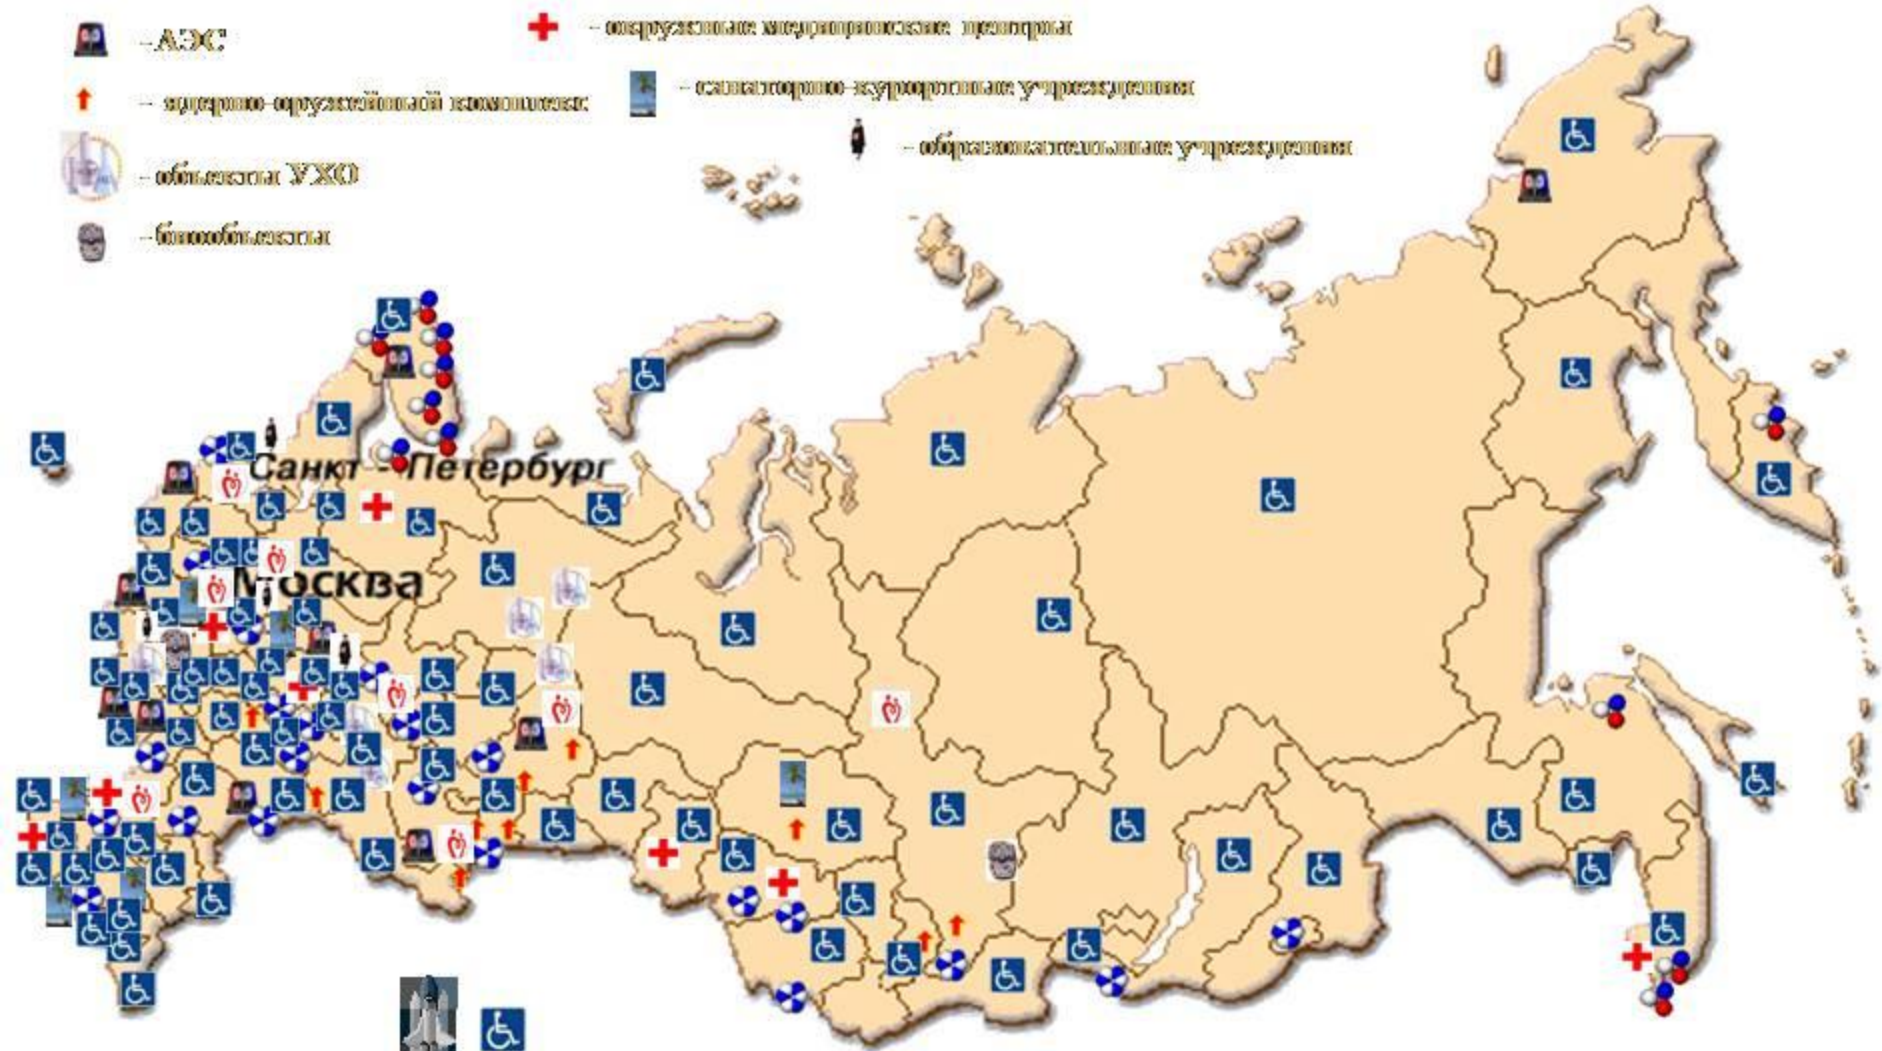 - АЭС
- окружные медицинские центры
- ядерно-оружейный комплекс
- санаторно-курортные учреждения
- образовательные учреждения
- объекты УХО
- биообъекты
Санкт - Петербург
Москва